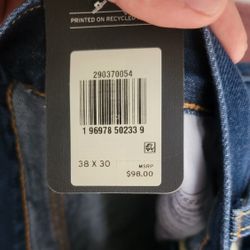 PRINTED ON RECYCLED
290370054
1 96978 50233 9
38 X 30
MSRP
$98.00